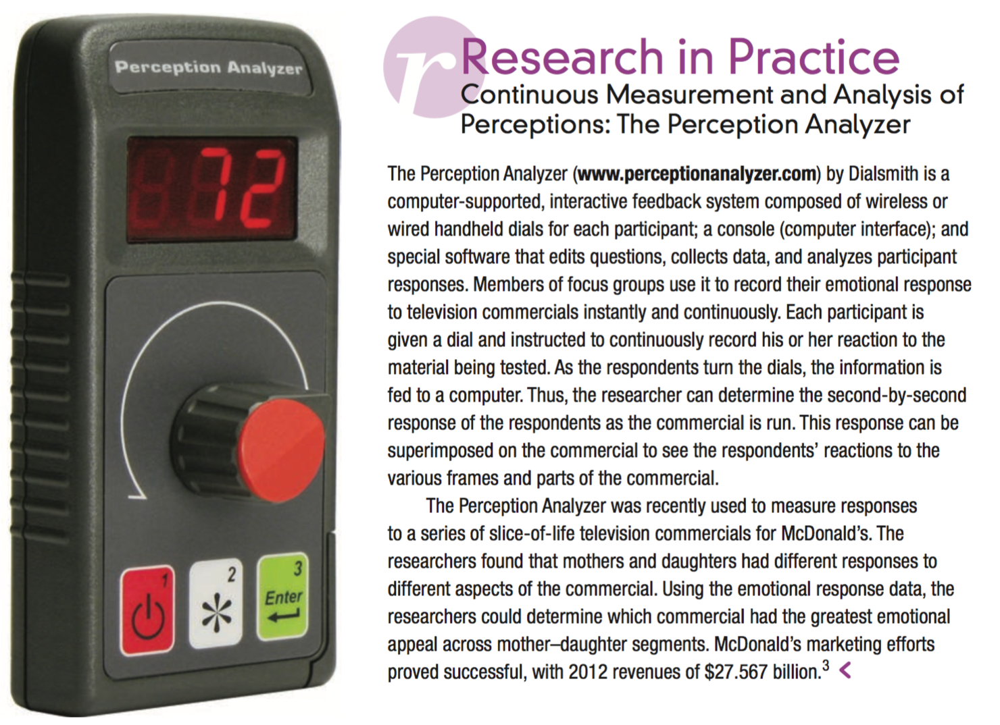 Perception Analyzer
72
1
2
*
3
Enter
r
Research in Practice
Continuous Measurement and Analysis of
Perceptions: The Perception Analyzer
The Perception Analyzer (www.perceptionanalyzer.com) by Dialsmith is a
computer-supported, interactive feedback system composed of wireless or
wired handheld dials for each participant; a console (computer interface); and
special software that edits questions, collects data, and analyzes participant
responses. Members of focus groups use it to record their emotional response
to television commercials instantly and continuously. Each participant is
given a dial and instructed to continuously record his or her reaction to the
material being tested. As the respondents turn the dials, the information is
fed to a computer. Thus, the researcher can determine the second-by-second
response of the respondents as the commercial is run. This response can be
superimposed on the commercial to see the respondents’ reactions to the
various frames and parts of the commercial.
The Perception Analyzer was recently used to measure responses
to a series of slice-of-life television commercials for McDonald’s. The
researchers found that mothers and daughters had different responses to
different aspects of the commercial. Using the emotional response data, the
researchers could determine which commercial had the greatest emotional
appeal across mother–daughter segments. McDonald’s marketing efforts
proved successful, with 2012 revenues of $27.567 billion.³ <